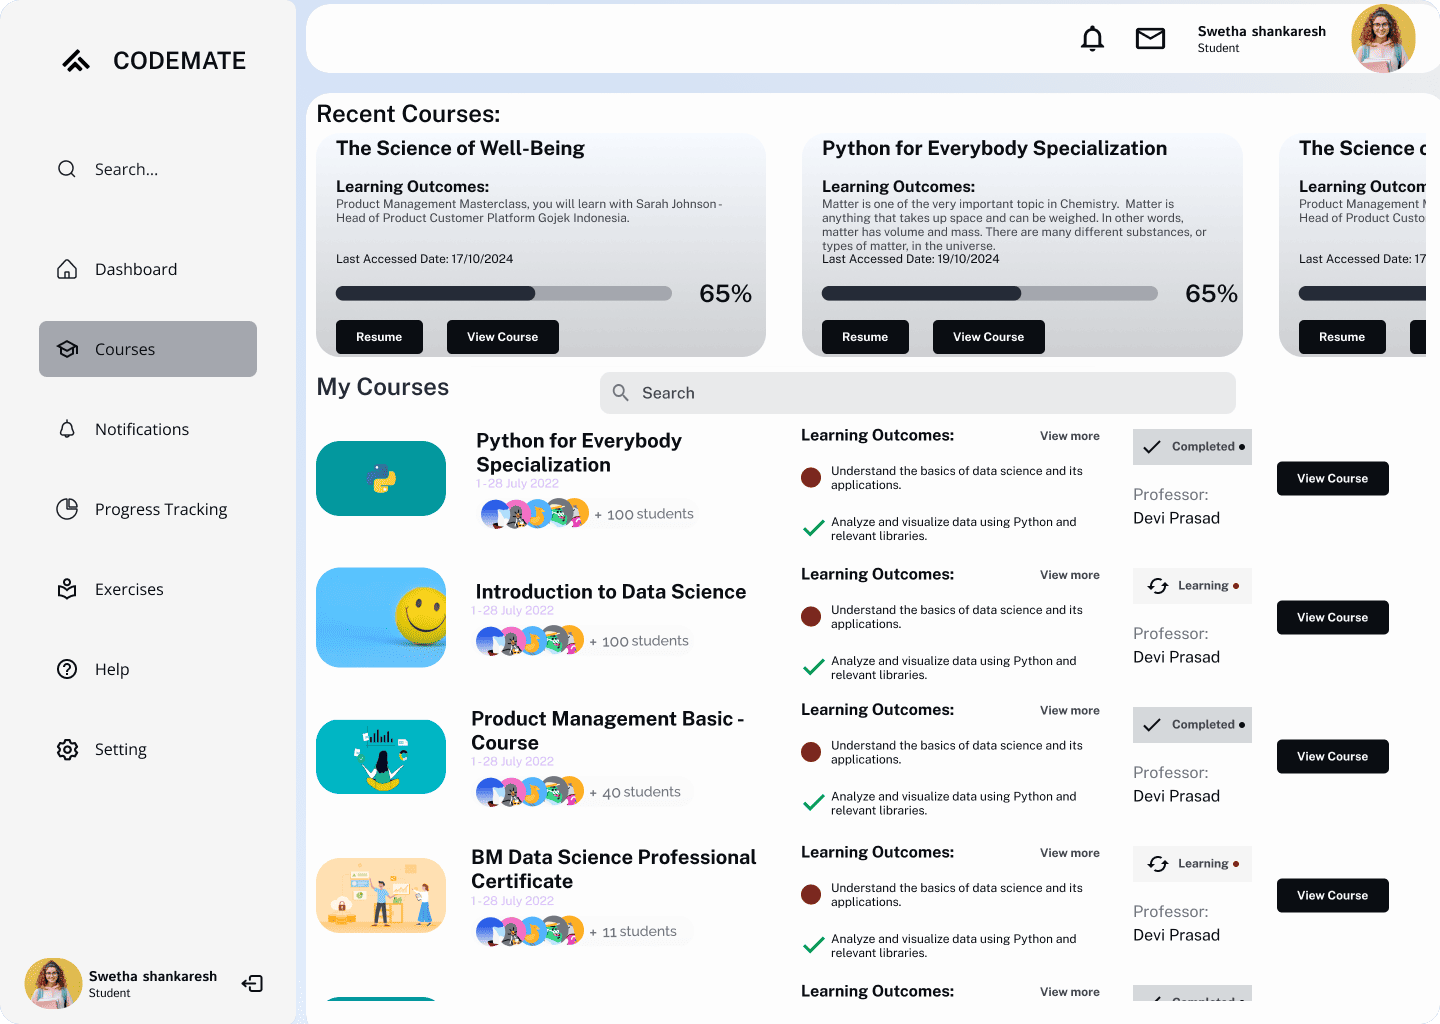 CODEMATE
Search...
Dashboard
Courses
Notifications
Progress Tracking
Exercises
Help
Setting
Swetha shankaresh
Student
Swetha shankaresh
Student
Recent Courses:
The Science of Well-Being
Learning Outcomes:
Product Management Masterclass, you will learn with Sarah Johnson -
Head of Product Customer Platform Gojek Indonesia.
Last Accessed Date: 17/10/2024
65%
Resume
View Course
Python for Everybody Specialization
Learning Outcomes:
Matter is one of the very important topic in Chemistry. Matter is
anything that takes up space and can be weighed. In other words,
matter has volume and mass. There are many different substances, or
types of matter, in the universe.
Last Accessed Date: 19/10/2024
65%
Resume
View Course
The Science o
Learning Outcom
Product Management M
Head of Product Custo
Last Accessed Date: 17
Resume
My Courses
Search
Python for Everybody
Specialization
1-28 July 2022
+ 100 students
Learning Outcomes:
View more
Understand the basics of data science and its
applications.
Analyze and visualize data using Python and
relevant libraries.
Completed
Professor:
Devi Prasad
View Course
Introduction to Data Science
1-28 July 2022
+ 100 students
Learning Outcomes:
View more
Understand the basics of data science and its
applications.
Analyze and visualize data using Python and
relevant libraries.
Learning
Professor:
Devi Prasad
View Course
Product Management Basic -
Course
1-28 July 2022
+ 40 students
Learning Outcomes:
View more
Understand the basics of data science and its
applications.
Analyze and visualize data using Python and
relevant libraries.
Completed
Professor:
Devi Prasad
View Course
BM Data Science Professional
Certificate
1-28 July 2022
+ 11 students
Learning Outcomes:
View more
Understand the basics of data science and its
applications.
Analyze and visualize data using Python and
relevant libraries.
Learning
Professor:
Devi Prasad
View Course
Learning Outcomes:
View more
Completed